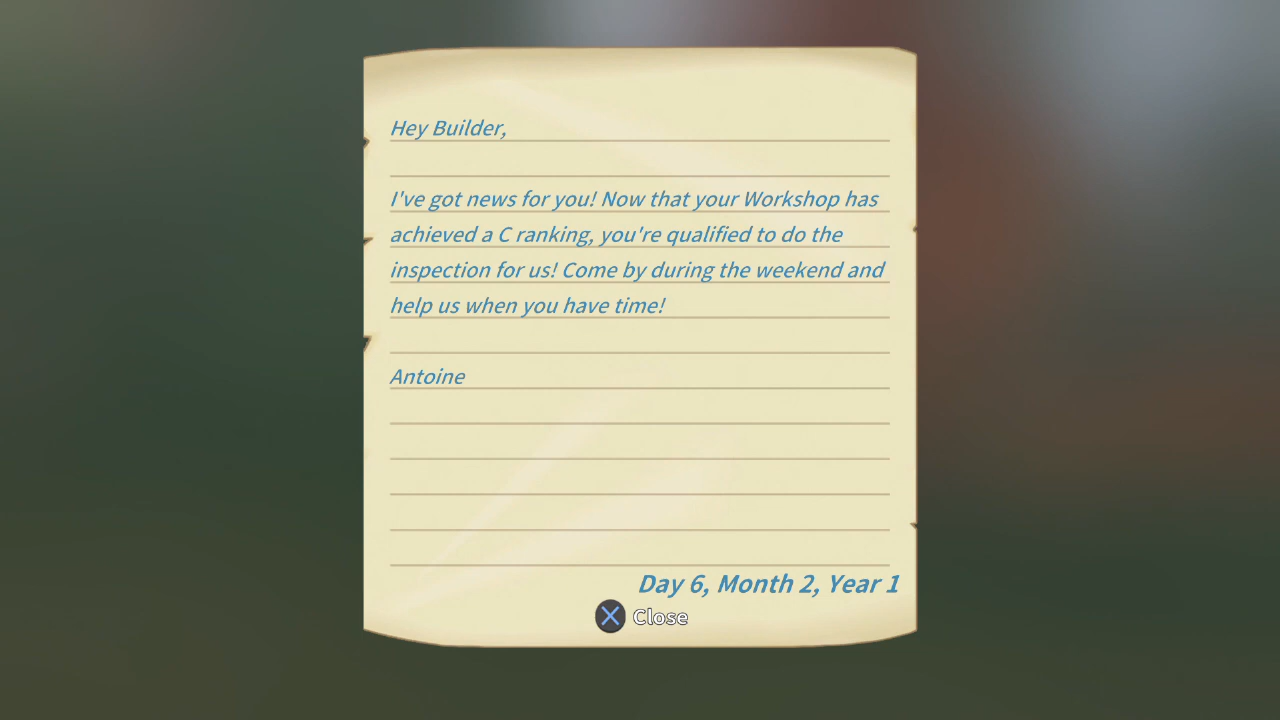 Hey Builder,
I've got news for you! Now that your Workshop has
achieved a C ranking, you're qualified to do the
inspection for us! Come by during the weekend and
help us when you have time!
Antoine
Day 6, Month 2, Year 1
Close